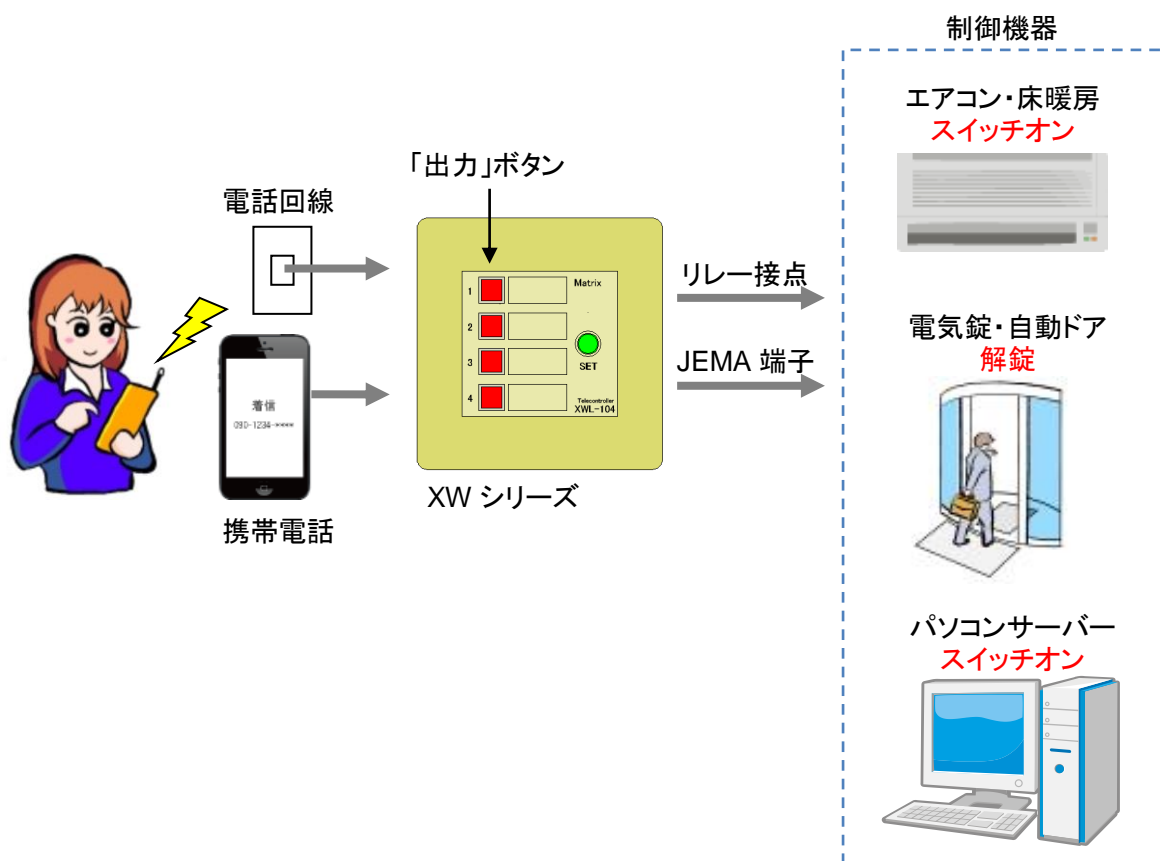 制御機器
エアコン・床暖房
スイッチオン
「出力」ボタン
電話回線
Matrix
1
2
3
4
SET
Telecontroller
XWL-104
リレー接点
JEMA 端子
電気錠・自動ドア
解錠
着信
090-1234-****
XW シリーズ
携帯電話
パソコンサーバー
スイッチオン